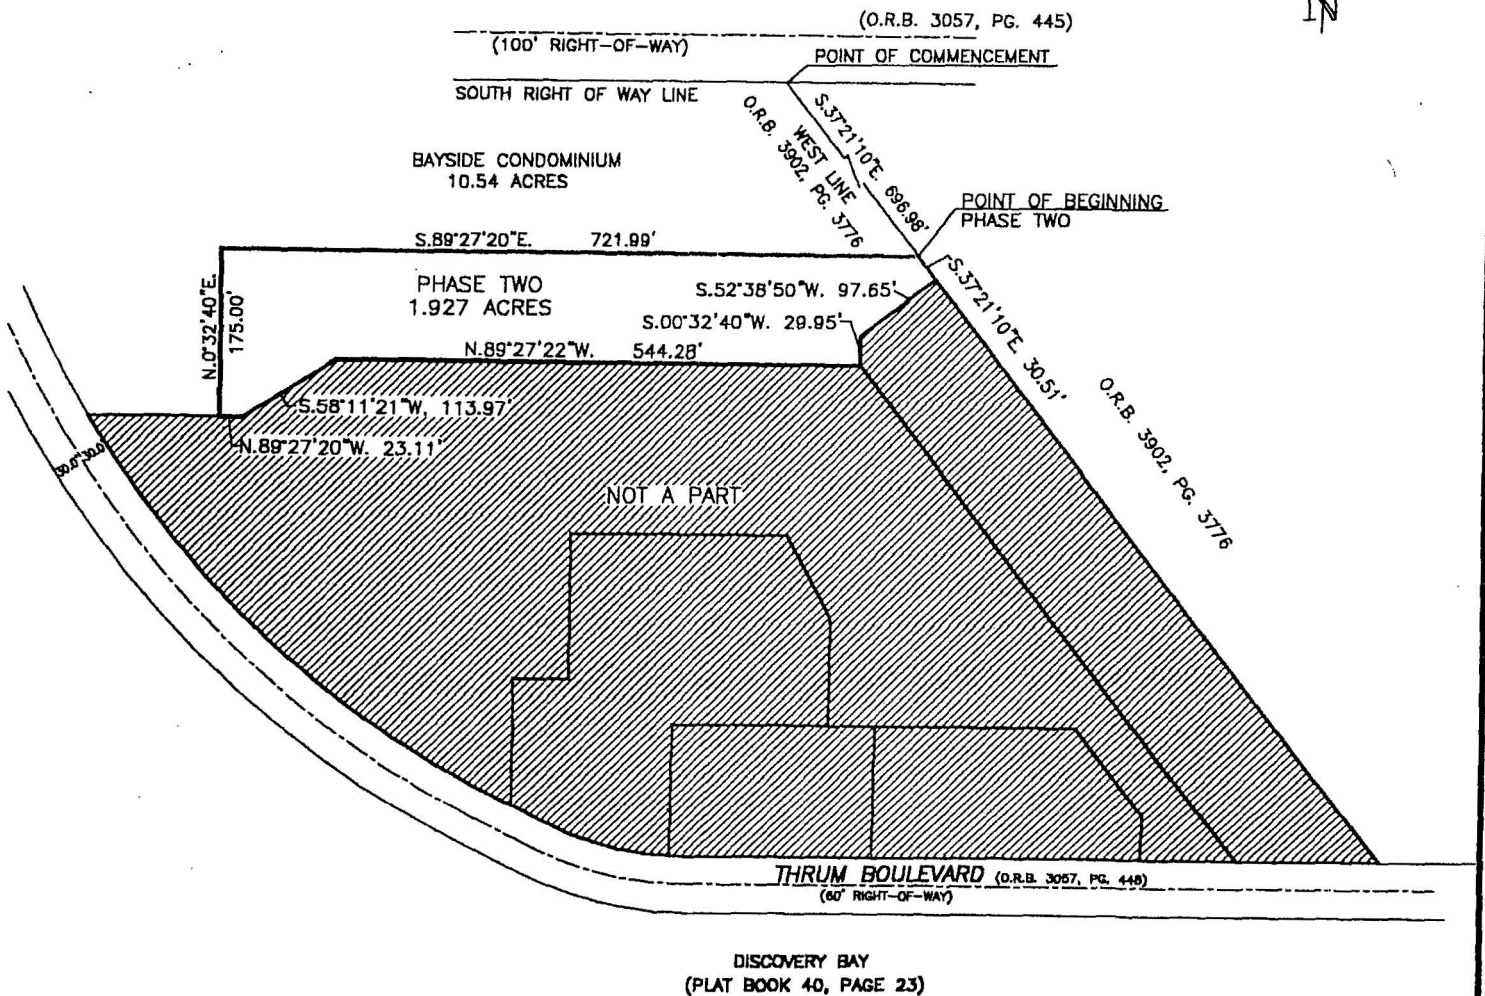 N
(O.R.B. 3057, PG. 445)
(100' RIGHT-OF-WAY)
POINT OF COMMENCEMENT
SOUTH RIGHT OF WAY LINE
S.37°21'10"E. 696.98'
WEST LINE
O.R.B. 3902, PG. 3776
BAYSIDE CONDOMINIUM
10.54 ACRES
POINT OF BEGINNING
PHASE TWO
S.89°27'20"E. 721.99'
S.37°21'10"E. 30.51'
N.0°32'40"E.
175.00'
PHASE TWO
1.927 ACRES
S.52°38'50"W. 97.65'
S.00°32'40"W. 29.95'
N.89°27'22"W. 544.28'
O.R.B. 3902, PG. 3776
S.58°11'21"W. 113.97'
N.89°27'20"W. 23.11'
30.0' 30.0'
NOT A PART
THRUM BOULEVARD (O.R.B. 3057, PG. 445)
(60' RIGHT-OF-WAY)
DISCOVERY BAY
(PLAT BOOK 40, PAGE 23)